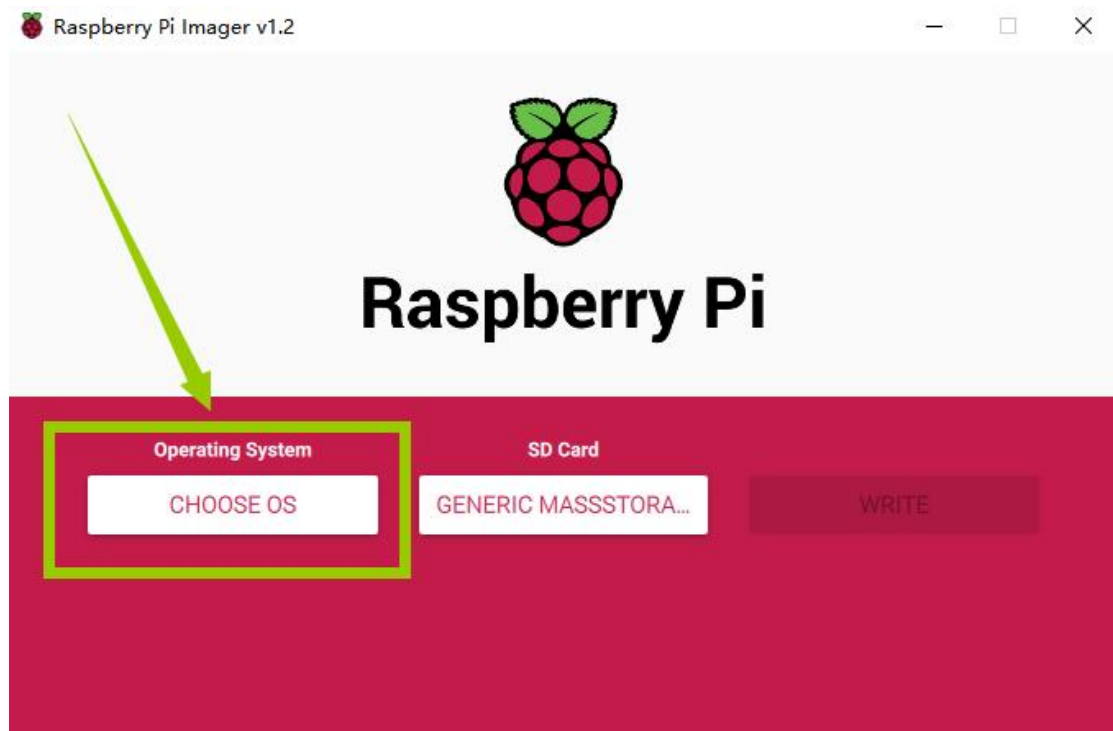 Raspberry Pi Imager v1.2
Raspberry Pi
Operating System
SD Card
CHOOSE OS
GENERIC MASSSTORA...
WRITE